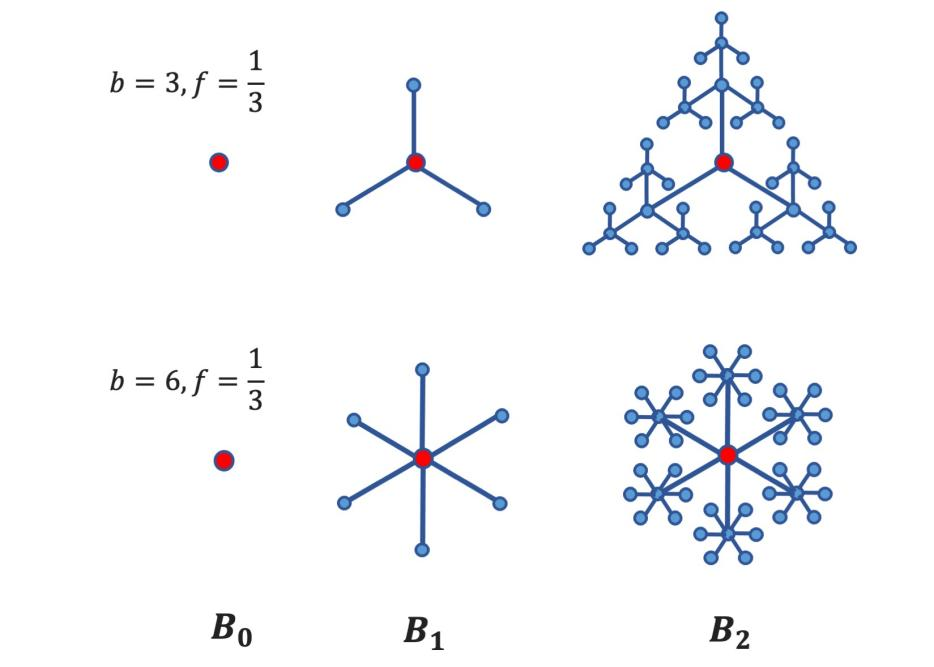 b = 3, f = 1/3
b = 6, f = 1/3
B₀ B₁ B₂